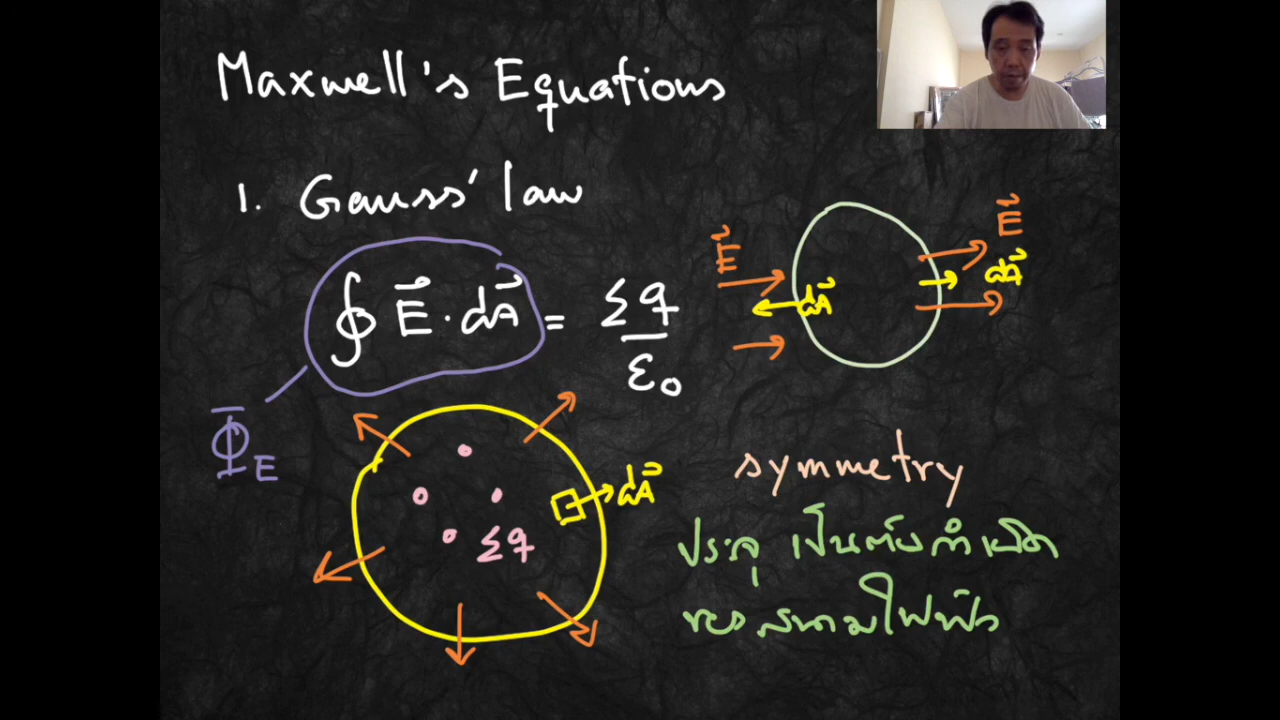 Maxwell's Equations
1. Gauss' law
∮ E⃗ · dA⃗ = Σq / ε₀
Φ_E
E⃗
dA⃗
E⃗
dA⃗
dA⃗
Σq
symmetry
ประจุ เป็นต้นกำเนิด
ของสนามไฟฟ้า